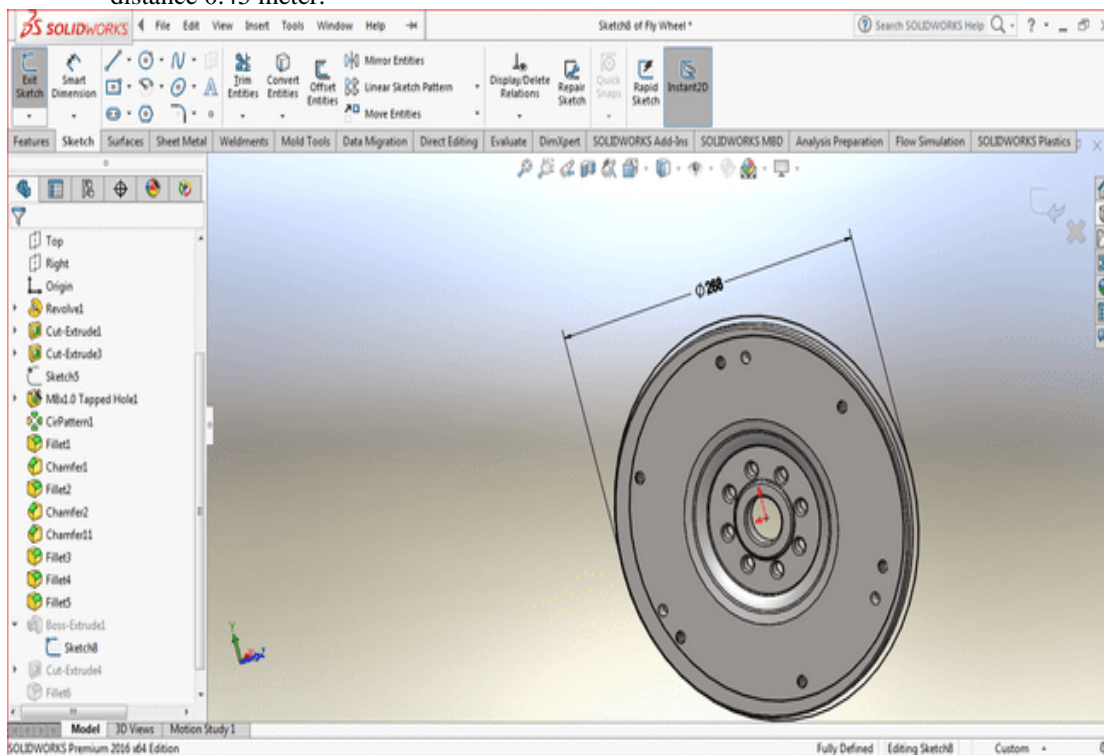 distance 0.45 meter.
SOLIDWORKS File Edit View Insert Tools Window Help Sketch8 of Fly Wheel * Search SOLIDWORKS Help ?
Exit Sketch Smart Dimension Trim Entities Convert Entities Offset Entities Mirror Entities Linear Sketch Pattern Move Entities Display/Delete Relations Repair Sketch Quick Snaps Rapid Sketch Instant2D
Features Sketch Surfaces Sheet Metal Weldments Mold Tools Data Migration Direct Editing Evaluate DimXpert SOLIDWORKS Add-Ins SOLIDWORKS MBD Analysis Preparation Flow Simulation SOLIDWORKS Plastics
Top
Right
Origin
Revolve1
Cut-Extrude1
Cut-Extrude3
Sketch5
M8x1.0 Tapped Hole1
CirPattern1
Fillet1
Chamfer1
Fillet2
Chamfer2
Chamfer11
Fillet3
Fillet4
Fillet5
Boss-Extrude1
Sketch8
Cut-Extrude4
Fillet6
Ø268
Y
Model 3D Views Motion Study 1
SOLIDWORKS Premium 2016 x64 Edition Fully Defined Editing Sketch8 Custom